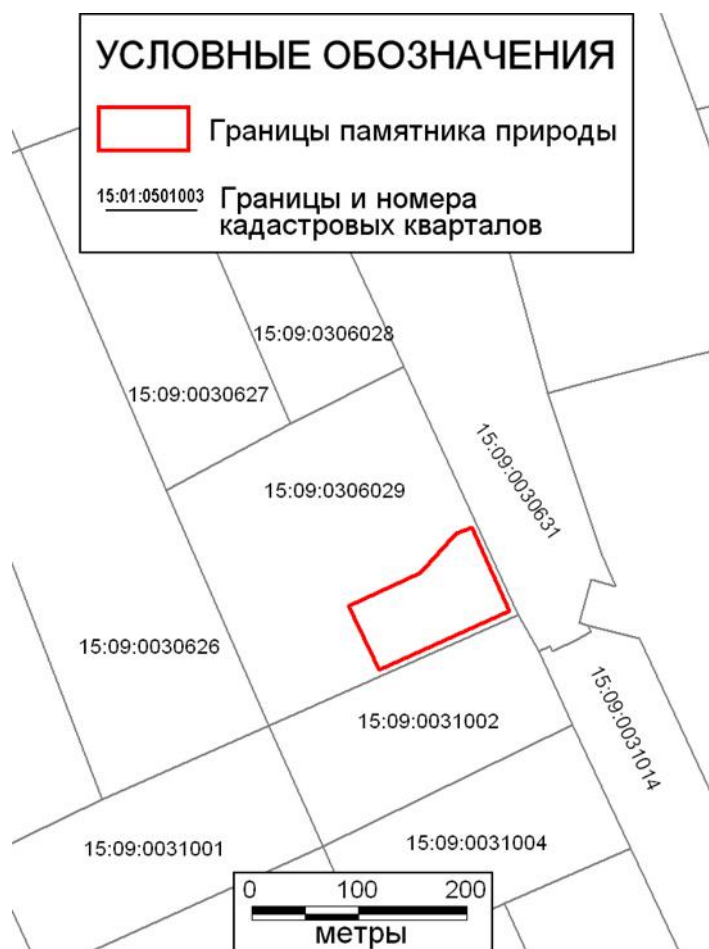 УСЛОВНЫЕ ОБОЗНАЧЕНИЯ
Границы памятника природы
15:01:0501003
Границы и номера
кадастровых кварталов
15:09:0306028
15:09:0030627
15:09:0030631
15:09:0306029
15:09:0030626
15:09:0031002
15:09:0031014
15:09:0031001
15:09:0031004
0 100 200
метры